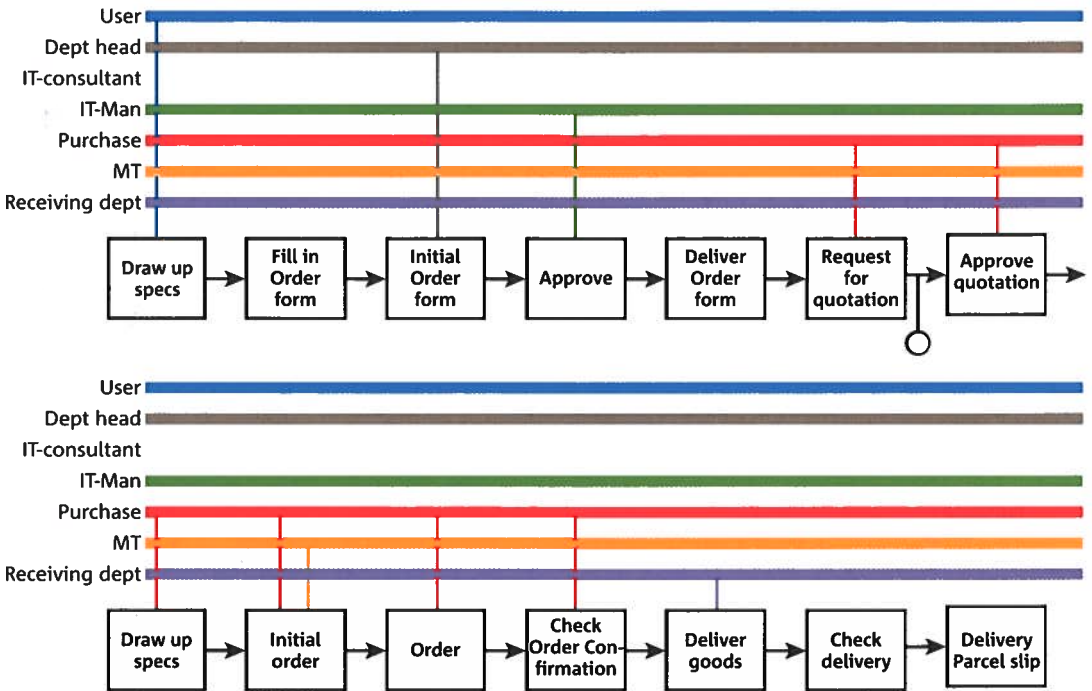 User
Dept head
IT-consultant
IT-Man
Purchase
MT
Receiving dept
Draw up
specs
Fill in
Order
form
Initial
Order
form
Approve
Deliver
Order
form
Request
for
quotation
Approve
quotation
User
Dept head
IT-consultant
IT-Man
Purchase
MT
Receiving dept
Draw up
specs
Initial
order
Order
Check
Order Con-
firmation
Deliver
goods
Check
delivery
Delivery
Parcel slip